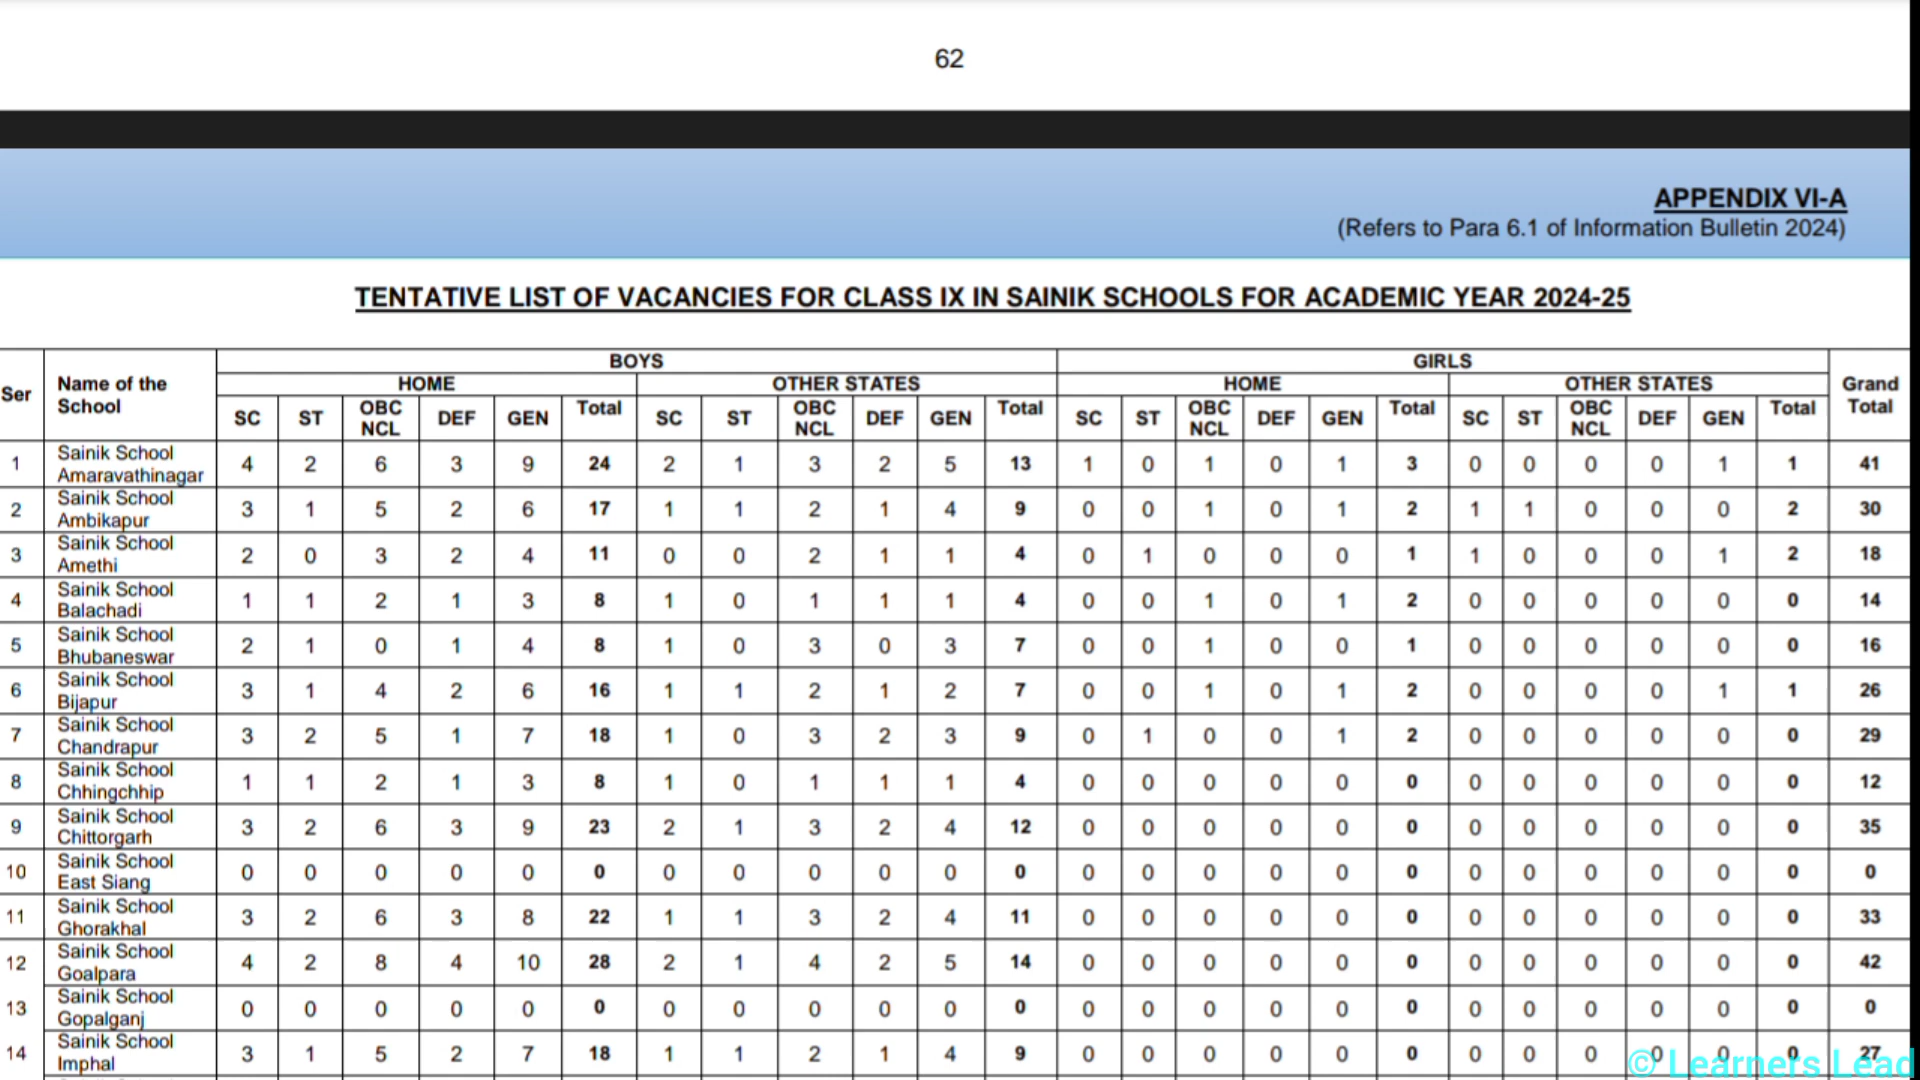 62
APPENDIX VI-A
(Refers to Para 6.1 of Information Bulletin 2024)
TENTATIVE LIST OF VACANCIES FOR CLASS IX IN SAINIK SCHOOLS FOR ACADEMIC YEAR 2024-25
Ser Name of the School BOYS GIRLS Grand Total
HOME OTHER STATES HOME OTHER STATES
SC ST OBC NCL DEF GEN Total SC ST OBC NCL DEF GEN Total SC ST OBC NCL DEF GEN Total SC ST OBC NCL DEF GEN Total
1 Sainik School Amaravathinagar 4 2 6 3 9 24 2 1 3 2 5 13 1 0 1 0 1 3 0 0 0 0 1 1 41
2 Sainik School Ambikapur 3 1 5 2 6 17 1 1 2 1 4 9 0 0 1 0 1 2 1 1 0 0 0 2 30
3 Sainik School Amethi 2 0 3 2 4 11 0 0 2 1 1 4 0 1 0 0 0 1 1 0 0 0 1 2 18
4 Sainik School Balachadi 1 1 2 1 3 8 1 0 1 1 1 4 0 0 1 0 1 2 0 0 0 0 0 0 14
5 Sainik School Bhubaneswar 2 1 0 1 4 8 1 0 3 0 3 7 0 0 1 0 0 1 0 0 0 0 0 0 16
6 Sainik School Bijapur 3 1 4 2 6 16 1 1 2 1 2 7 0 0 1 0 1 2 0 0 0 0 1 1 26
7 Sainik School Chandrapur 3 2 5 1 7 18 1 0 3 2 3 9 0 1 0 0 1 2 0 0 0 0 0 0 29
8 Sainik School Chhingchhip 1 1 2 1 3 8 1 0 1 1 1 4 0 0 0 0 0 0 0 0 0 0 0 0 12
9 Sainik School Chittorgarh 3 2 6 3 9 23 2 1 3 2 4 12 0 0 0 0 0 0 0 0 0 0 0 0 35
10 Sainik School East Siang 0 0 0 0 0 0 0 0 0 0 0 0 0 0 0 0 0 0 0 0 0 0 0 0 0
11 Sainik School Ghorakhal 3 2 6 3 8 22 1 1 3 2 4 11 0 0 0 0 0 0 0 0 0 0 0 0 33
12 Sainik School Goalpara 4 2 8 4 10 28 2 1 4 2 5 14 0 0 0 0 0 0 0 0 0 0 0 0 42
13 Sainik School Gopalganj 0 0 0 0 0 0 0 0 0 0 0 0 0 0 0 0 0 0 0 0 0 0 0 0 0
14 Sainik School Imphal 3 1 5 2 7 18 1 1 2 1 4 9 0 0 0 0 0 0 0 0 0 0 0 0 27
© Learners Lead